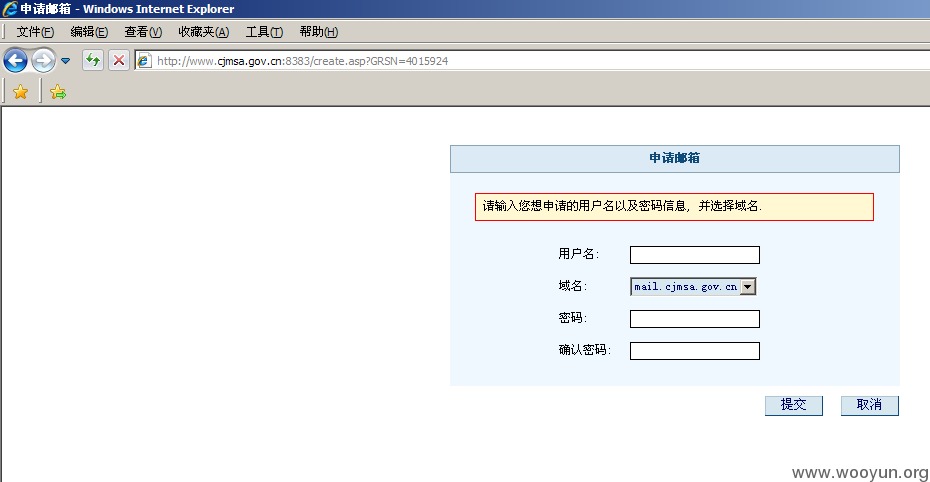 申请邮箱 - Windows Internet Explorer
文件(F) 编辑(E) 查看(V) 收藏夹(A) 工具(T) 帮助(H)
http://www.cjmsa.gov.cn:8383/create.asp?GRSN=4015924
申请邮箱
请输入您想申请的用户名以及密码信息, 并选择域名.
用户名:
域名: mail.cjmsa.gov.cn
密码:
确认密码:
提交 取消
www.wooyun.org